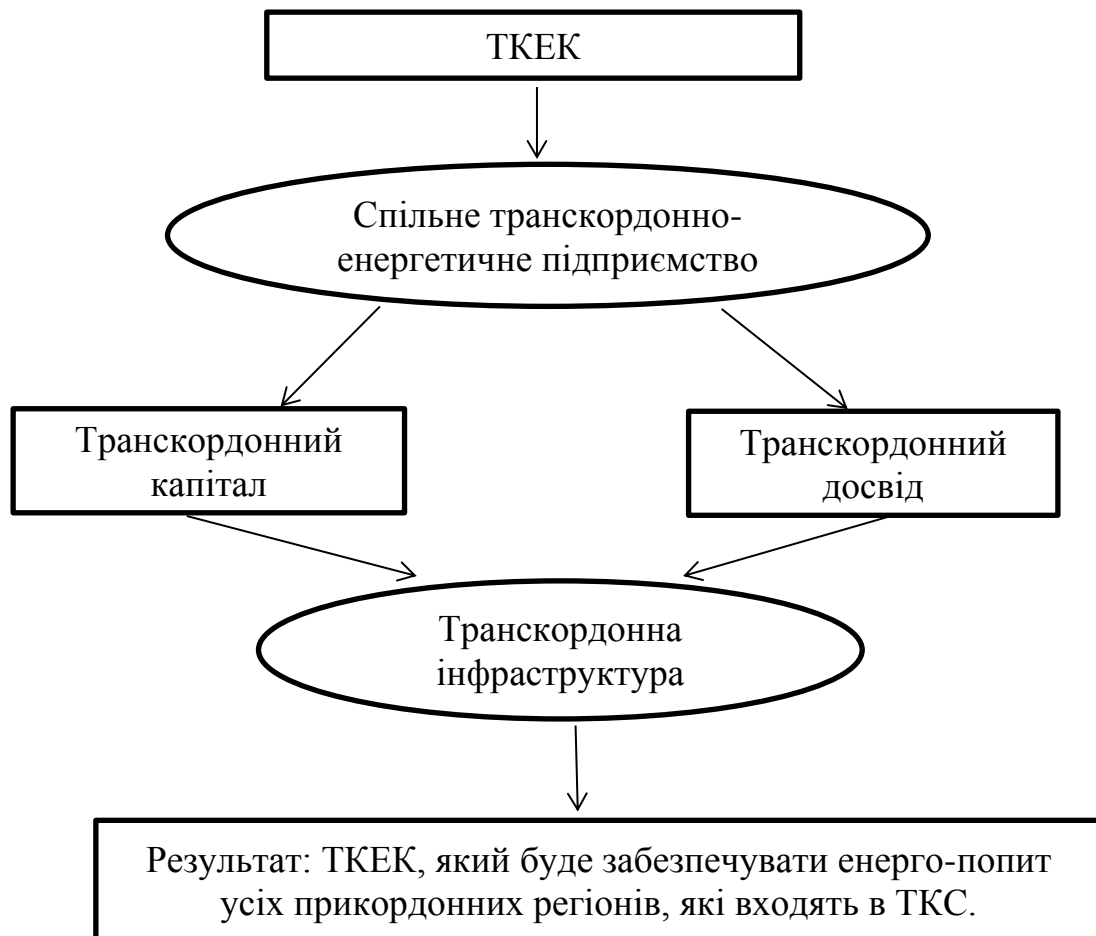 ТКЕК
Спільне транскордонно-
енергетичне підприємство
Транскордонний
капітал
Транскордонний
досвід
Транскордонна
інфраструктура
Результат: ТКЕК, який буде забезпечувати енерго-попит
усіх прикордонних регіонів, які входять в ТКС.